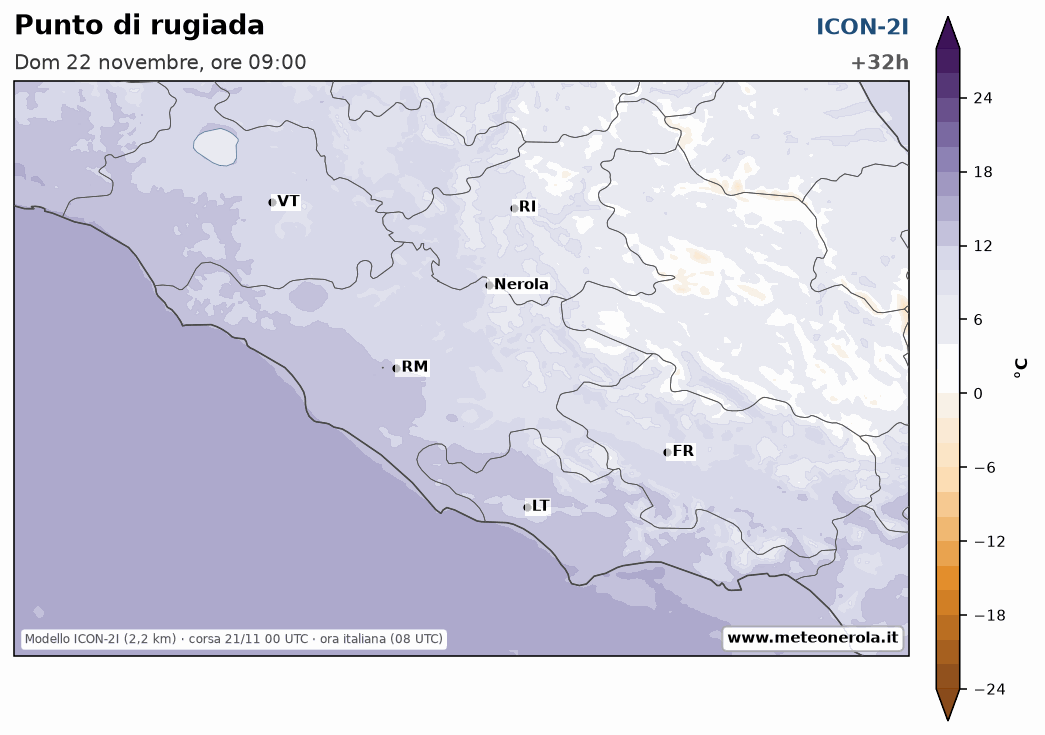 Punto di rugiada
ICON-2I
Dom 22 novembre, ore 09:00
+32h
VT
RI
Nerola
RM
FR
LT
24
18
12
6
0
−6
−12
−18
−24
°C
Modello ICON-2I (2,2 km) · corsa 21/11 00 UTC · ora italiana (08 UTC)
www.meteonerola.it